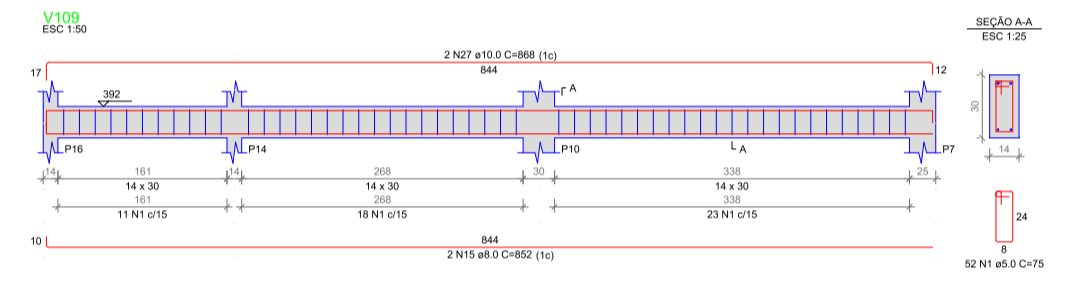 V109
ESC 1:50
2 N27 ø10.0 C=868 (1c)
17 844 12
392
A
P16 P14 P10 A P7
14 161 14 268 30 338 25
14 x 30 14 x 30 14 x 30
161 268 338
11 N1 c/15 18 N1 c/15 23 N1 c/15
10 844
2 N15 ø8.0 C=852 (1c)
SEÇÃO A-A
ESC 1:25
30
14
24
8
52 N1 ø5.0 C=75